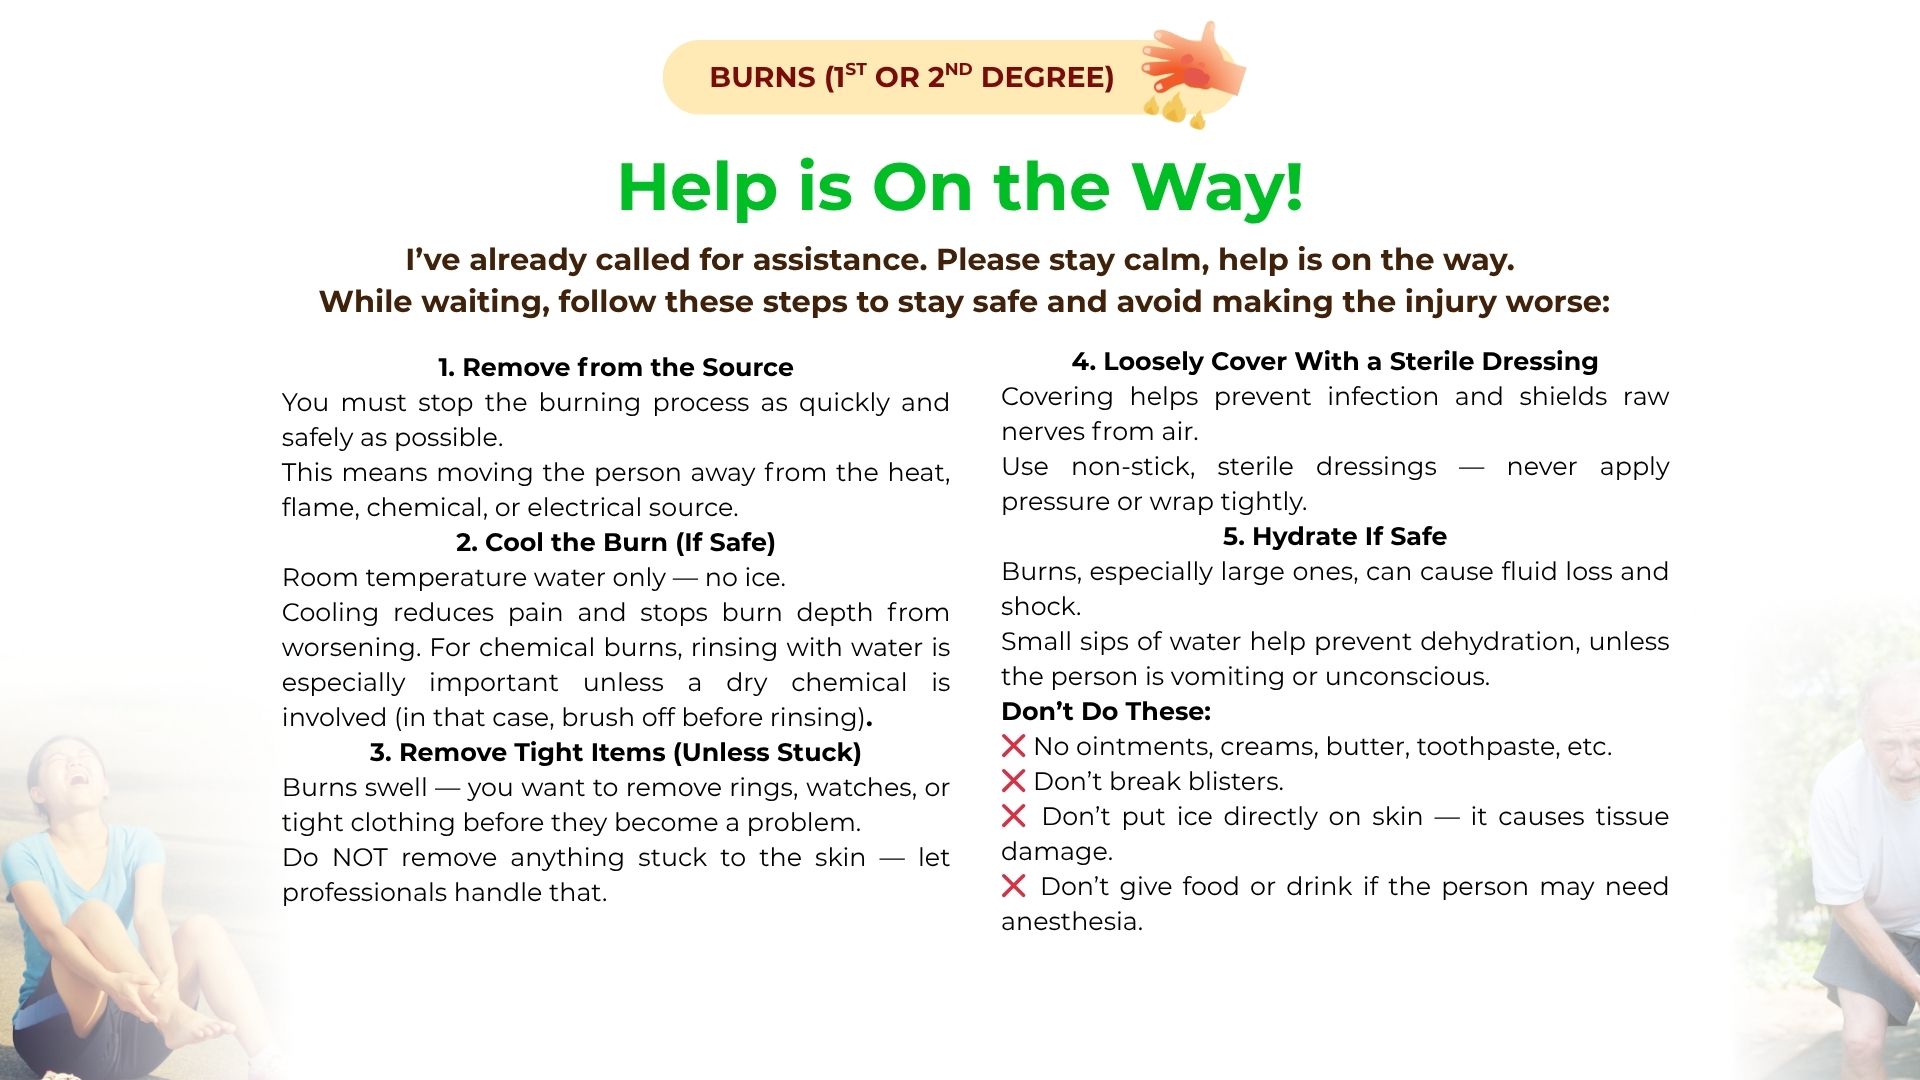 BURNS (1ST OR 2ND DEGREE)
Help is On the Way!
I’ve already called for assistance. Please stay calm, help is on the way.
While waiting, follow these steps to stay safe and avoid making the injury worse:
1. Remove from the Source
You must stop the burning process as quickly and
safely as possible.
This means moving the person away from the heat,
flame, chemical, or electrical source.
2. Cool the Burn (If Safe)
Room temperature water only — no ice.
Cooling reduces pain and stops burn depth from
worsening. For chemical burns, rinsing with water is
especially important unless a dry chemical is
involved (in that case, brush off before rinsing).
3. Remove Tight Items (Unless Stuck)
Burns swell — you want to remove rings, watches, or
tight clothing before they become a problem.
Do NOT remove anything stuck to the skin — let
professionals handle that.
4. Loosely Cover With a Sterile Dressing
Covering helps prevent infection and shields raw
nerves from air.
Use non-stick, sterile dressings — never apply
pressure or wrap tightly.
5. Hydrate If Safe
Burns, especially large ones, can cause fluid loss and
shock.
Small sips of water help prevent dehydration, unless
the person is vomiting or unconscious.
Don’t Do These:
❌ No ointments, creams, butter, toothpaste, etc.
❌ Don’t break blisters.
❌ Don’t put ice directly on skin — it causes tissue
damage.
❌ Don’t give food or drink if the person may need
anesthesia.